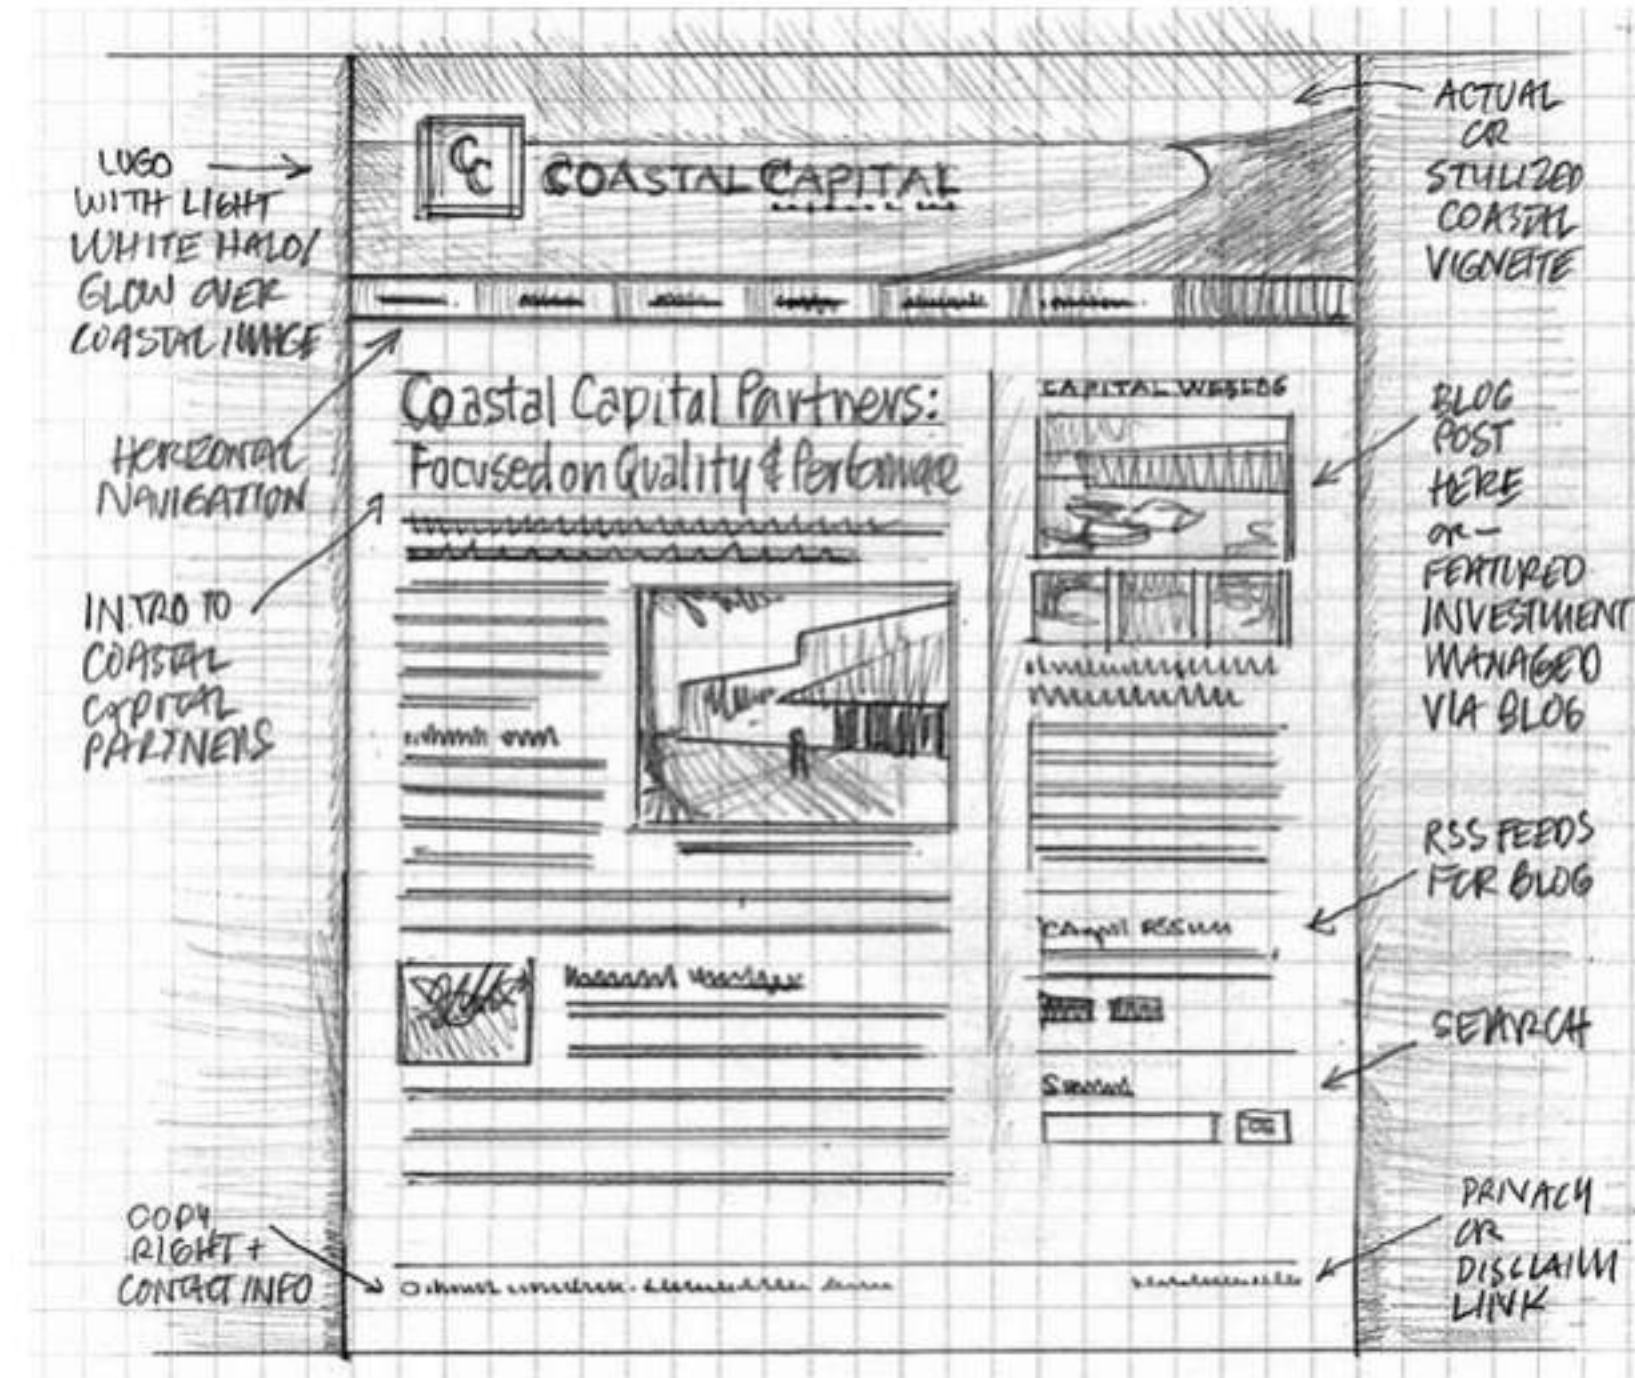 LOGO
WITH LIGHT
WHITE HALO/
GLOW OVER
COASTAL IMAGE
HORIZONTAL
NAVIGATION
INTRO TO
COASTAL
CAPITAL
PARTNERS
COPY
RIGHT +
CONTACT INFO
CC
COASTAL CAPITAL
Coastal Capital Partners:
Focused on Quality & Performance
CAPITAL WEBLOG
RSS
ACTUAL
OR
STYLIZED
COASTAL
VIGNETTE
BLOG
POST
HERE
OR—
FEATURED
INVESTMENT
MANAGED
VIA BLOG
RSS FEEDS
FOR BLOG
SEARCH
PRIVACY
OR
DISCLAIM
LINK